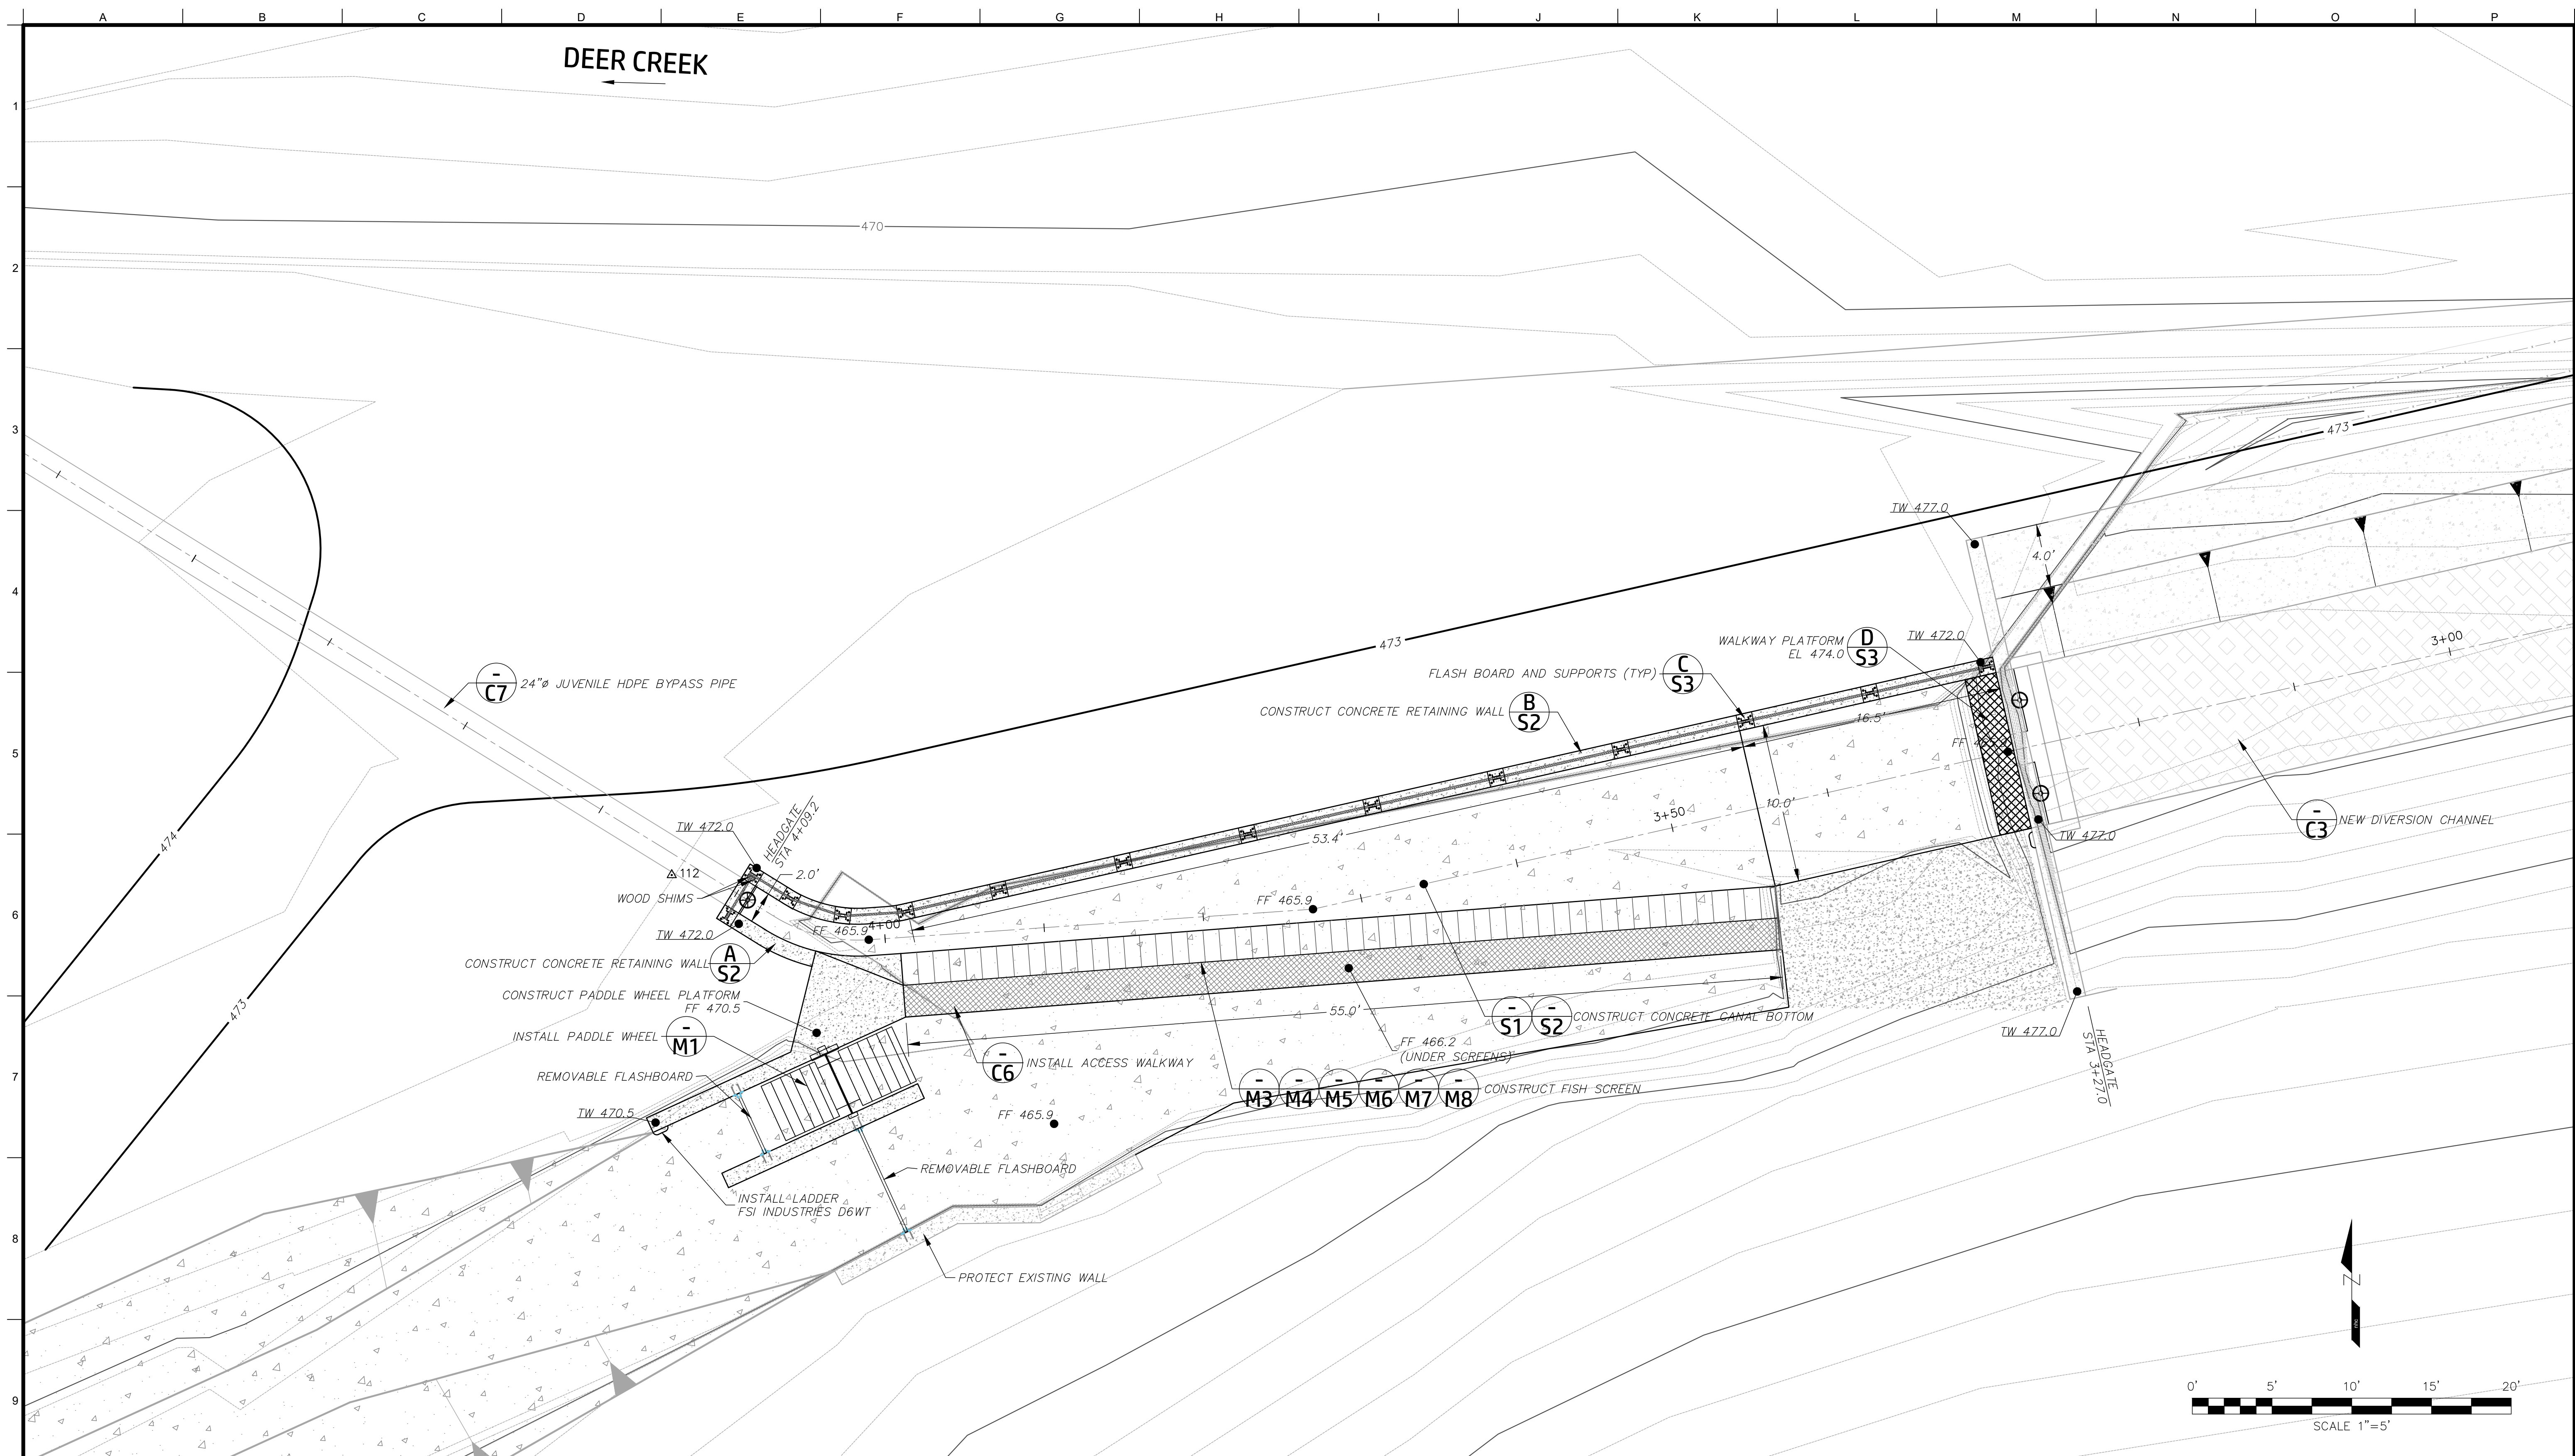 A B C D E F G H I J K L M N O P
DEER CREEK
1
470
2
3
473
TW 477.0
4.0'
4
WALKWAY PLATFORM
EL 474.0
D
S3
TW 472.0
3+00
473
C
S3
FLASH BOARD AND SUPPORTS (TYP)
-
C7
24"ø JUVENILE HDPE BYPASS PIPE
B
S2
CONSTRUCT CONCRETE RETAINING WALL
16.5'
5
FF
10.0'
3+50
-
C3
NEW DIVERSION CHANNEL
TW 472.0
HEADGATE
STA 4+09.2
53.4'
TW 477.0
474
112
2.0'
WOOD SHIMS
6
FF 465.9
TW 472.0
FF 465.9
4+00
A
S2
CONSTRUCT CONCRETE RETAINING WALL
CONSTRUCT PADDLE WHEEL PLATFORM
FF 470.5
473
55.0'
-
S1
-
S2
CONSTRUCT CONCRETE CANAL BOTTOM
TW 477.0
HEADGATE
STA 3+27.0
INSTALL PADDLE WHEEL
-
M1
FF 466.2
(UNDER SCREENS)
-
C6
INSTALL ACCESS WALKWAY
7
REMOVABLE FLASHBOARD
-
M3
-
M4
-
M5
-
M6
-
M7
-
M8
CONSTRUCT FISH SCREEN
TW 470.5
FF 465.9
REMOVABLE FLASHBOARD
INSTALL LADDER
FSI INDUSTRIES D6WT
8
PROTECT EXISTING WALL
N
nhc
9
0' 5' 10' 15' 20'
SCALE 1"=5'